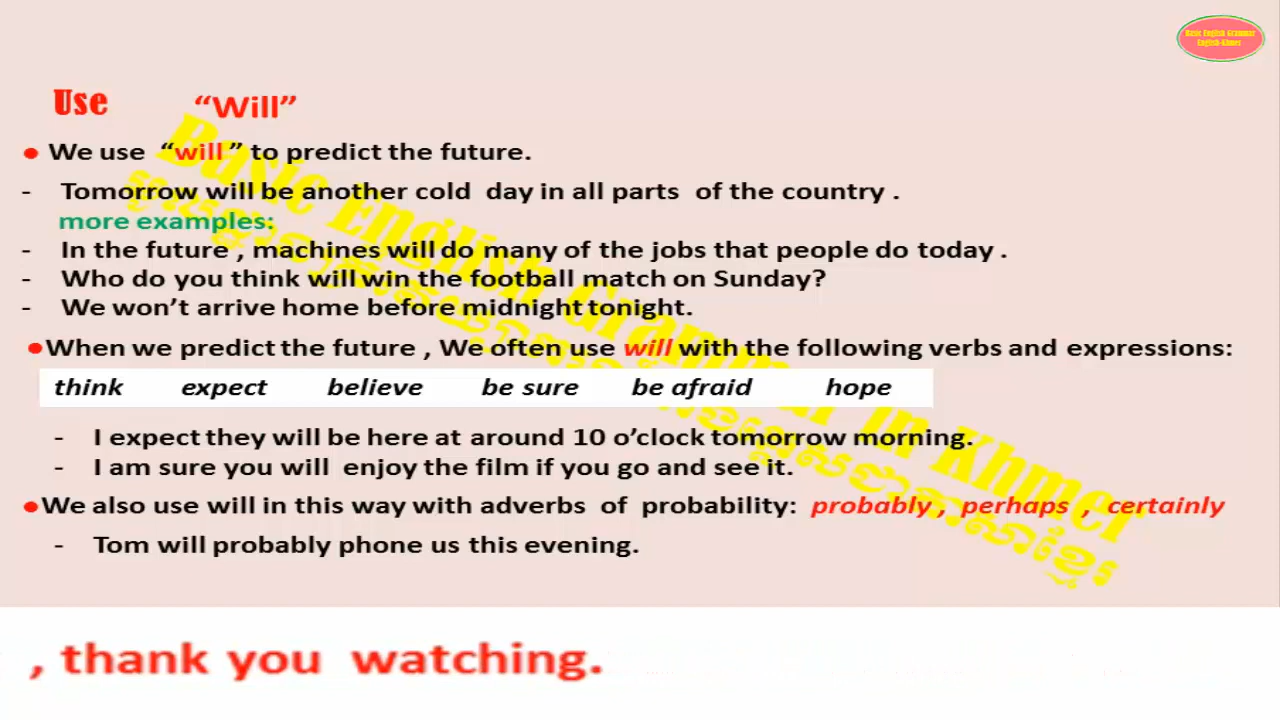 Basic English Grammar
English-Khmer
Use “Will”
● We use “will” to predict the future.
- Tomorrow will be another cold day in all parts of the country .
more examples:
- In the future , machines will do many of the jobs that people do today .
- Who do you think will win the football match on Sunday?
- We won’t arrive home before midnight tonight.
●When we predict the future , We often use will with the following verbs and expressions:
think expect believe be sure be afraid hope
- I expect they will be here at around 10 o’clock tomorrow morning.
- I am sure you will enjoy the film if you go and see it.
●We also use will in this way with adverbs of probability: probably , perhaps , certainly
- Tom will probably phone us this evening.
Basic English Grammar in Khmer
, thank you watching.